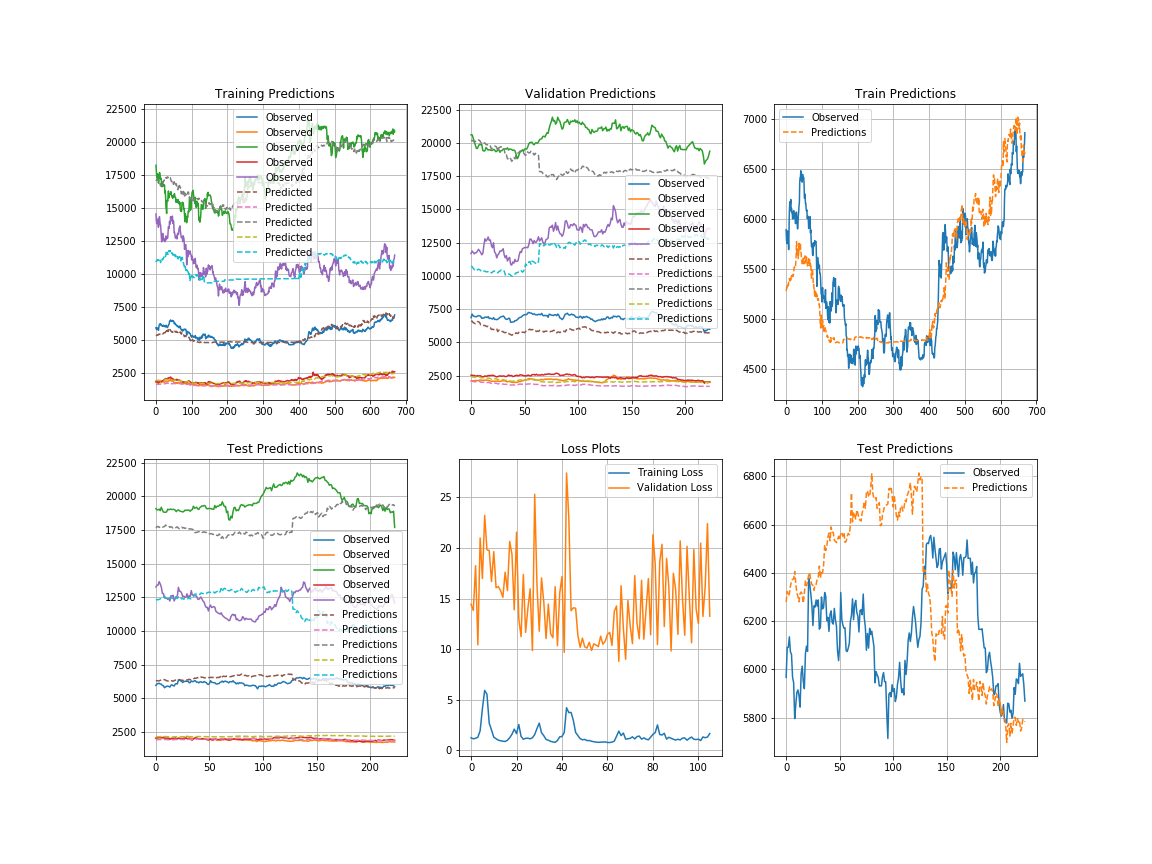 Training Predictions
22500
20000
17500
15000
12500
10000
7500
5000
2500
0 100 200 300 400 500 600 700
Observed
Observed
Observed
Observed
Observed
Predicted
Predicted
Predicted
Predicted
Predicted
Validation Predictions
22500
20000
17500
15000
12500
10000
7500
5000
2500
0 50 100 150 200
Observed
Observed
Observed
Observed
Observed
Predictions
Predictions
Predictions
Predictions
Predictions
Train Predictions
7000
6500
6000
5500
5000
4500
0 100 200 300 400 500 600 700
Observed
Predictions
Test Predictions
22500
20000
17500
15000
12500
10000
7500
5000
2500
0 50 100 150 200
Observed
Observed
Observed
Observed
Observed
Predictions
Predictions
Predictions
Predictions
Predictions
Loss Plots
25
20
15
10
5
0
0 20 40 60 80 100
Training Loss
Validation Loss
Test Predictions
6800
6600
6400
6200
6000
5800
0 50 100 150 200
Observed
Predictions